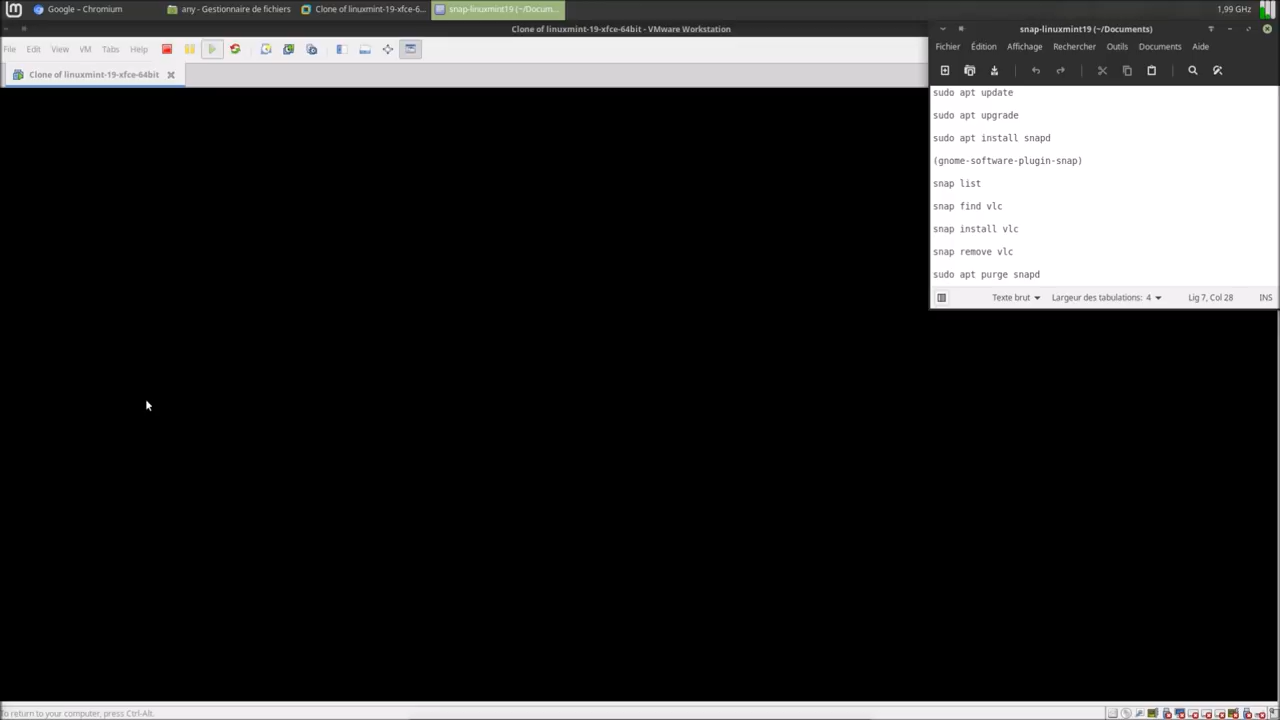 Google – Chromium
any - Gestionnaire de fichiers
Clone of linuxmint-19-xfce-6...
snap-linuxmint19 (~/Docum...
1,99 GHz
Clone of linuxmint-19-xfce-64bit - VMware Workstation
File Edit View VM Tabs Help
Clone of linuxmint-19-xfce-64bit
snap-linuxmint19 (~/Documents)
Fichier Édition Affichage Rechercher Outils Documents Aide
sudo apt update
sudo apt upgrade
sudo apt install snapd
(gnome-software-plugin-snap)
snap list
snap find vlc
snap install vlc
snap remove vlc
sudo apt purge snapd
Texte brut Largeur des tabulations: 4 Lig 7, Col 28 INS
To return to your computer, press Ctrl-Alt.